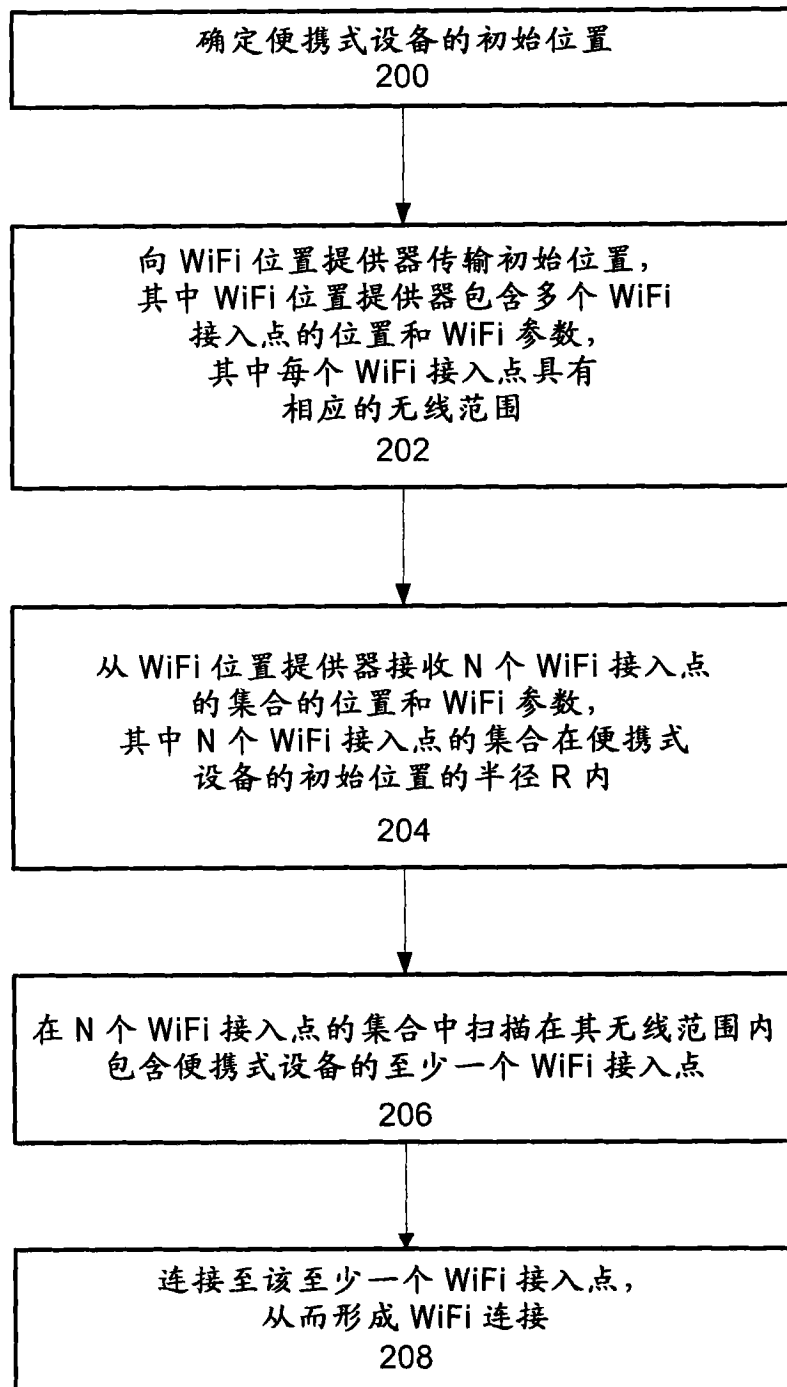 确定便携式设备的初始位置
200
向 WiFi 位置提供器传输初始位置，
其中 WiFi 位置提供器包含多个 WiFi
接入点的位置和 WiFi 参数，
其中每个 WiFi 接入点具有
相应的无线范围
202
从 WiFi 位置提供器接收 N 个 WiFi 接入点
的集合的位置和 WiFi 参数，
其中 N 个 WiFi 接入点的集合在便携式
设备的初始位置的半径 R 内
204
在 N 个 WiFi 接入点的集合中扫描在其无线范围内
包含便携式设备的至少一个 WiFi 接入点
206
连接至该至少一个 WiFi 接入点，
从而形成 WiFi 连接
208